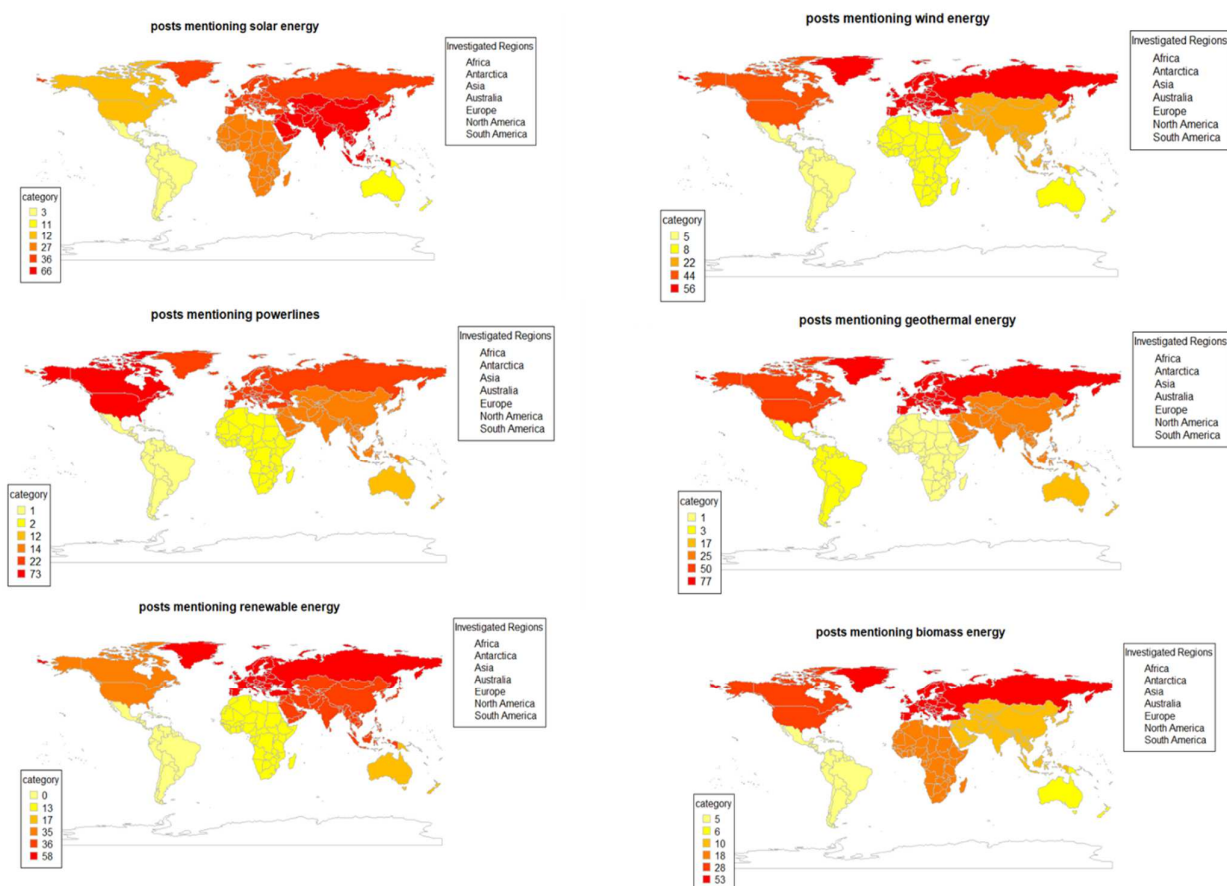 posts mentioning solar energy
Investigated Regions
Africa
Antarctica
Asia
Australia
Europe
North America
South America
category
3
11
12
27
36
66
posts mentioning wind energy
Investigated Regions
Africa
Antarctica
Asia
Australia
Europe
North America
South America
category
5
8
22
44
56
posts mentioning powerlines
Investigated Regions
Africa
Antarctica
Asia
Australia
Europe
North America
South America
category
1
2
12
14
22
73
posts mentioning geothermal energy
Investigated Regions
Africa
Antarctica
Asia
Australia
Europe
North America
South America
category
1
3
17
25
50
77
posts mentioning renewable energy
Investigated Regions
Africa
Antarctica
Asia
Australia
Europe
North America
South America
category
0
13
17
35
36
58
posts mentioning biomass energy
Investigated Regions
Africa
Antarctica
Asia
Australia
Europe
North America
South America
category
5
6
10
18
28
53